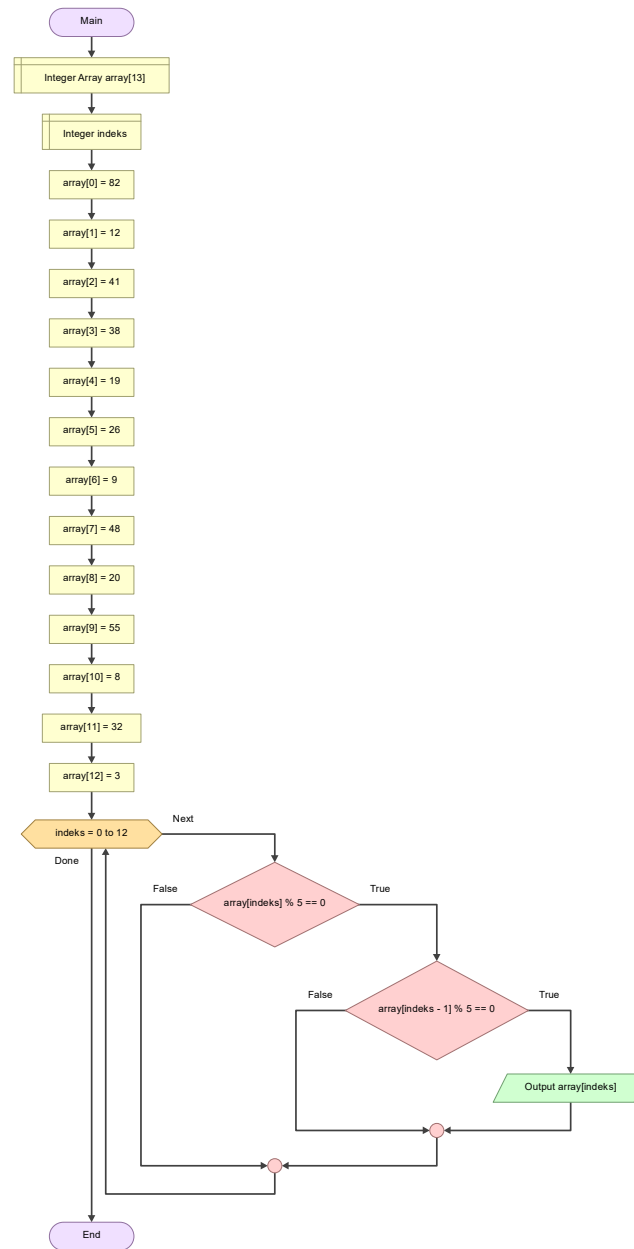 Main
Integer Array array[13]
Integer indeks
array[0] = 82
array[1] = 12
array[2] = 41
array[3] = 38
array[4] = 19
array[5] = 26
array[6] = 9
array[7] = 48
array[8] = 20
array[9] = 55
array[10] = 8
array[11] = 32
array[12] = 3
indeks = 0 to 12
Next
Done
False
True
array[indeks] % 5 == 0
False
True
array[indeks - 1] % 5 == 0
Output array[indeks]
End